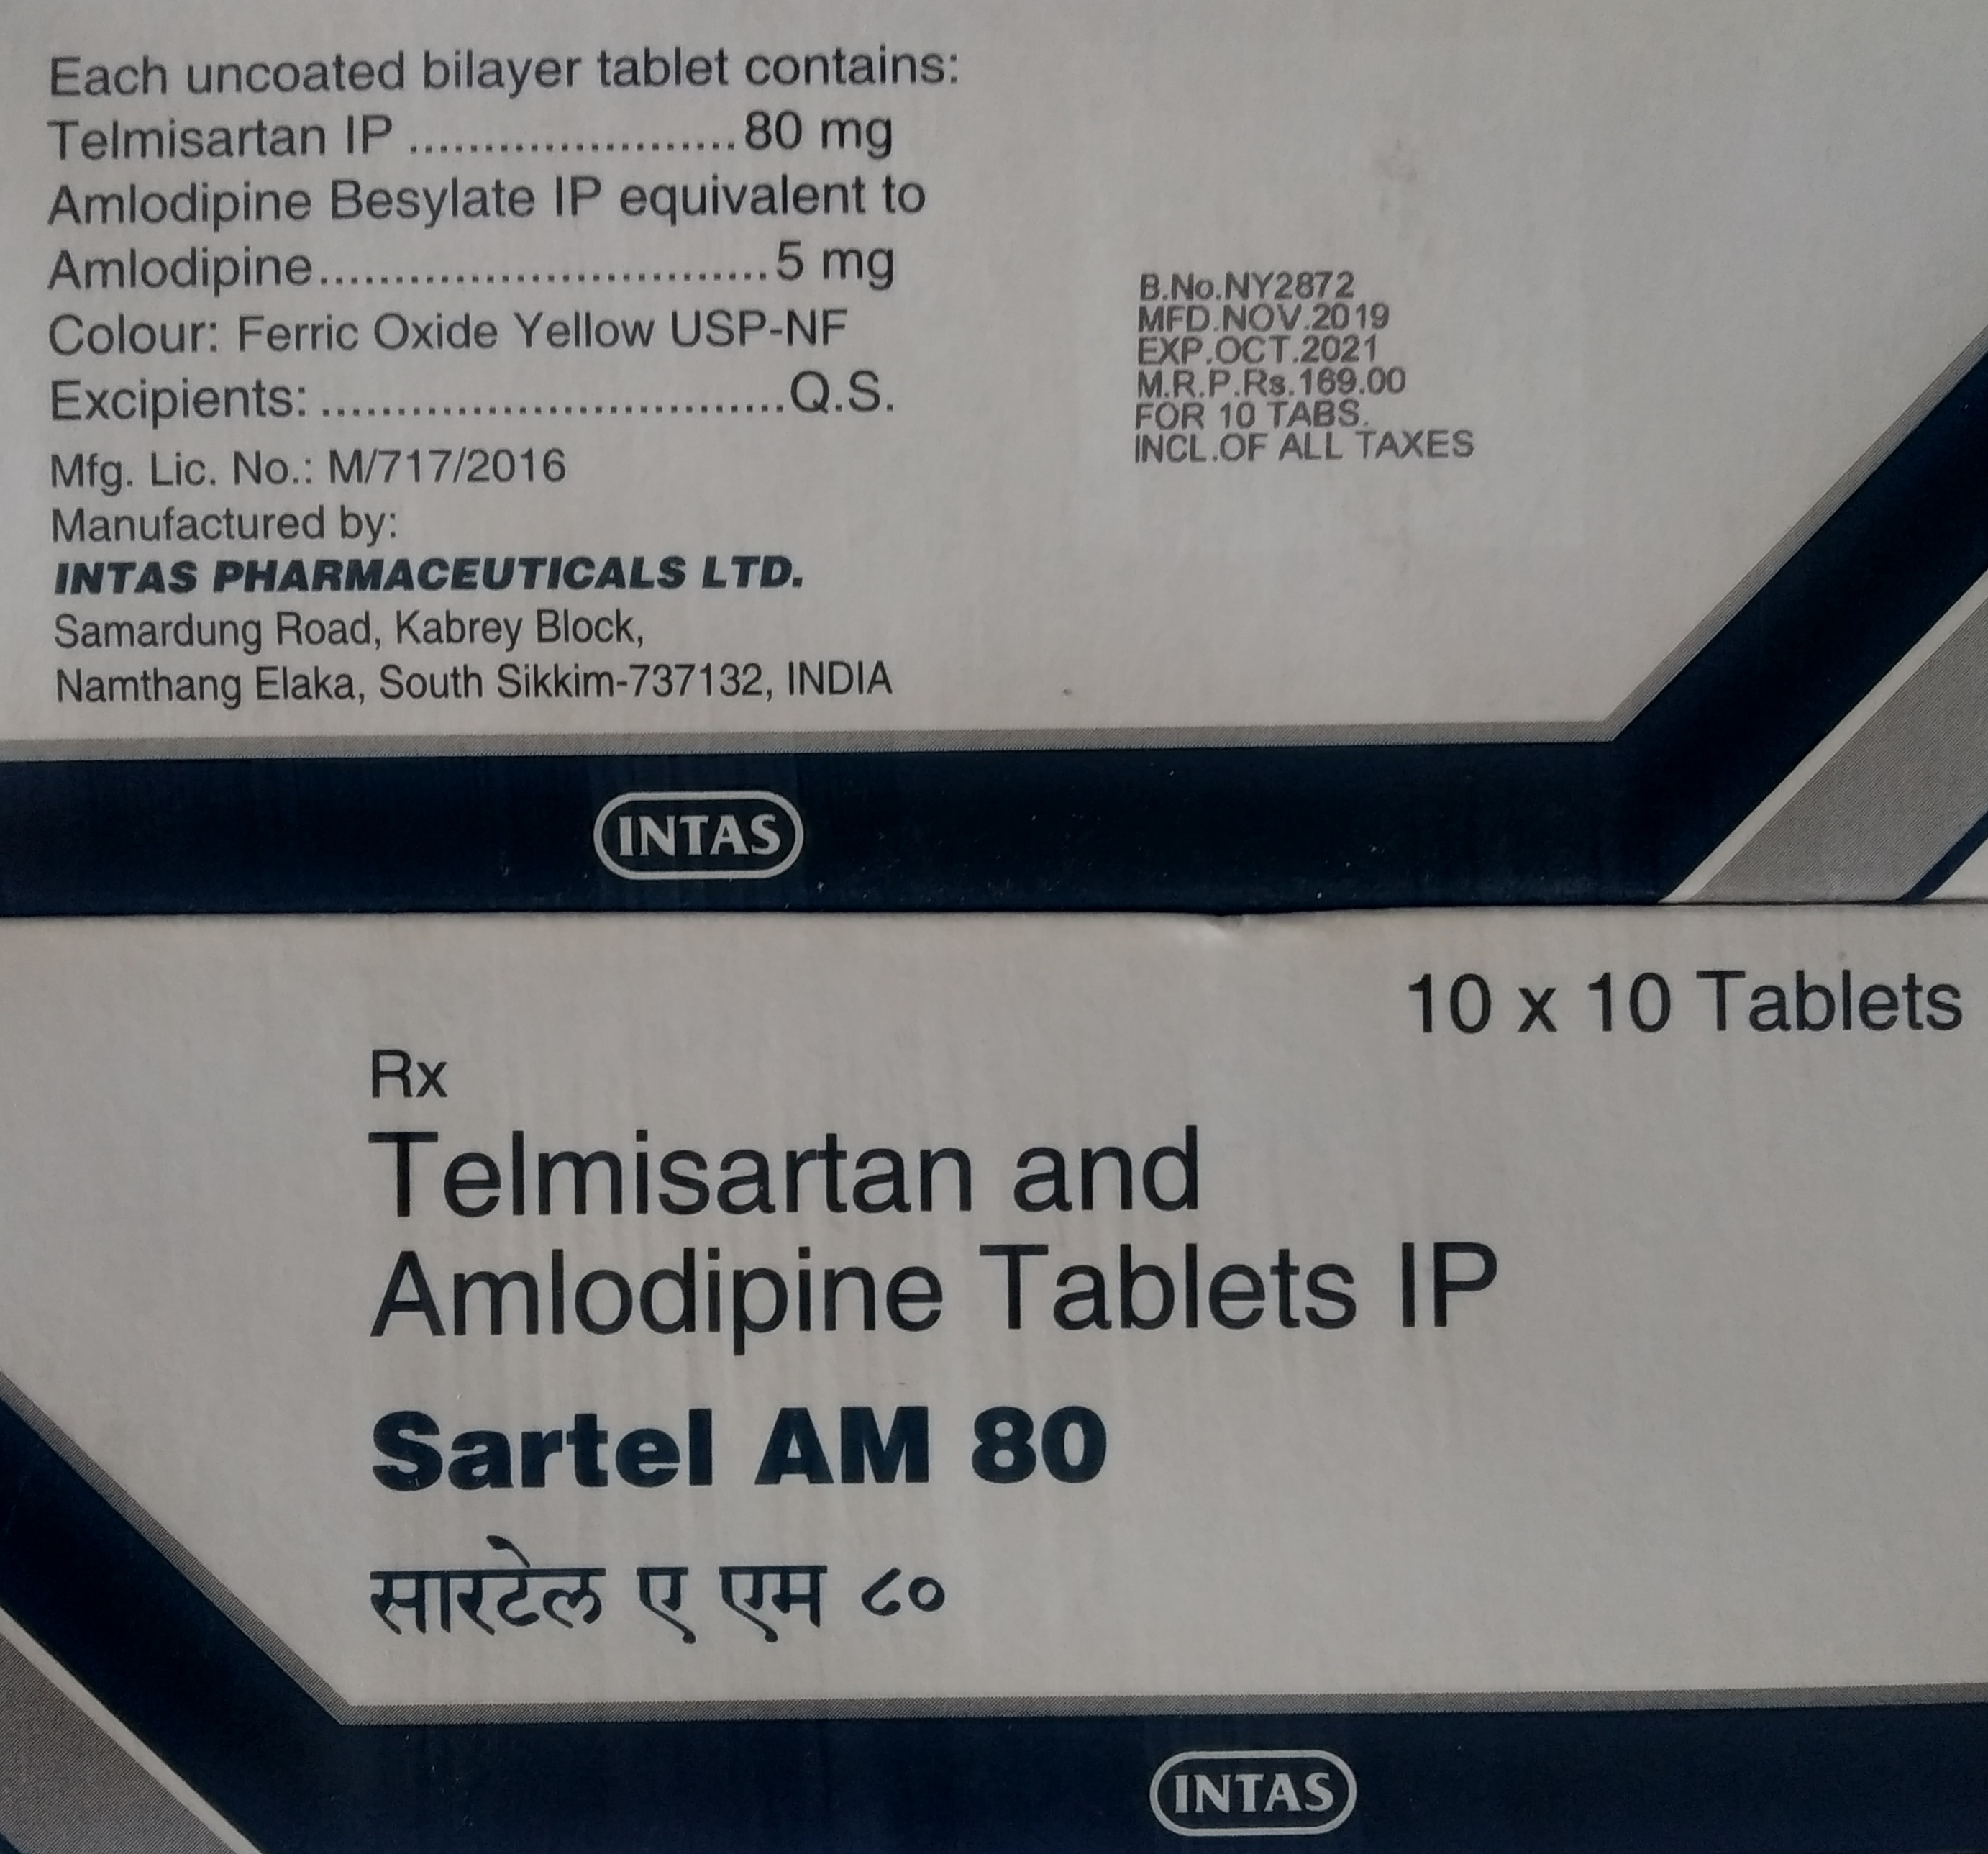 Each uncoated bilayer tablet contains:
Telmisartan IP ......................80 mg
Amlodipine Besylate IP equivalent to
Amlodipine..............................5 mg
Colour: Ferric Oxide Yellow USP-NF
Excipients: ...............................Q.S.
Mfg. Lic. No.: M/717/2016
Manufactured by:
INTAS PHARMACEUTICALS LTD.
Samardung Road, Kabrey Block,
Namthang Elaka, South Sikkim-737132, INDIA
B.No.NY2872
MFD.NOV.2019
EXP.OCT.2021
M.R.P.Rs.169.00
FOR 10 TABS.
INCL.OF ALL TAXES
INTAS
10 x 10 Tablets
Rx
Telmisartan and
Amlodipine Tablets IP
Sartel AM 80
सारटेल ए एम ८०
INTAS